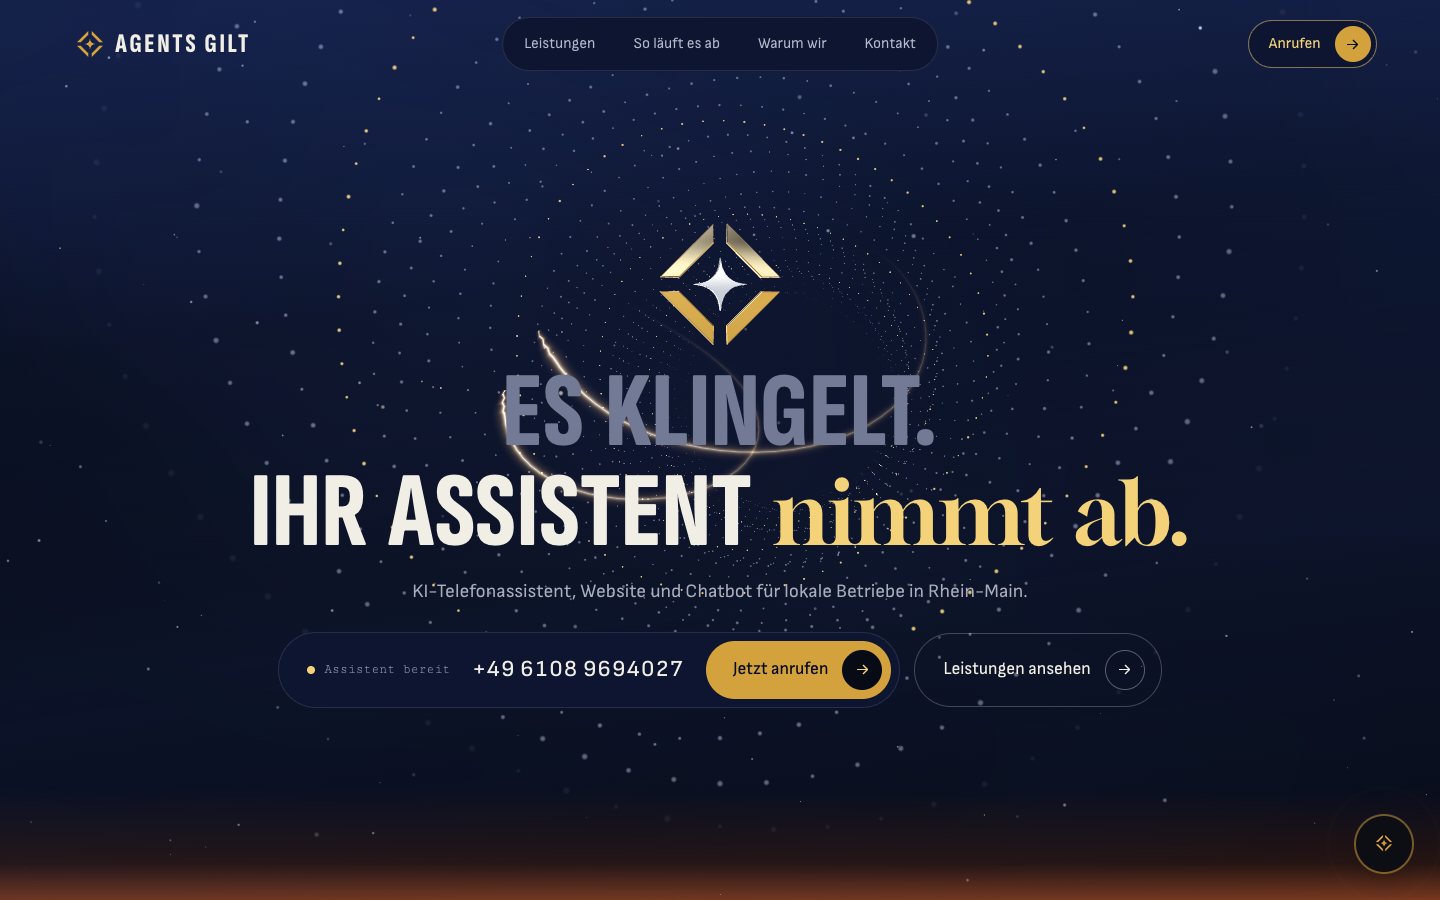 AGENTS GILT
Leistungen So läuft es ab Warum wir Kontakt
Anrufen
ES KLINGELT.
IHR ASSISTENT nimmt ab.
KI-Telefonassistent, Website und Chatbot für lokale Betriebe in Rhein-Main.
Assistent bereit +49 6108 9694027 Jetzt anrufen
Leistungen ansehen